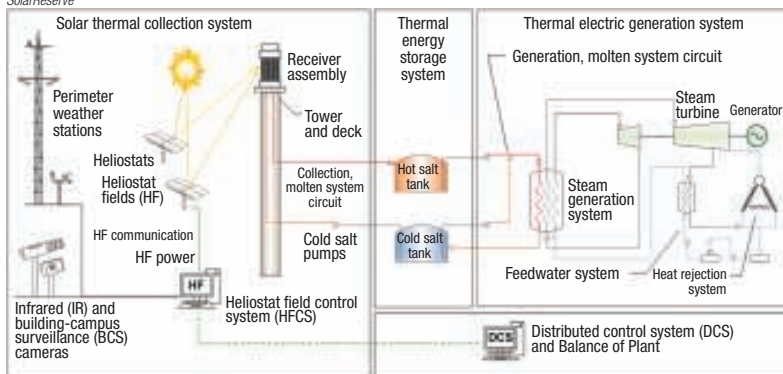 SolarReserve
Solar thermal collection system
Thermal
energy
storage
system
Thermal electric generation system
Perimeter
weather
stations
Receiver
assembly
Tower
and deck
Heliostats
Heliostat
fields (HF)
Collection,
molten system
circuit
HF communication
HF power
Cold salt
pumps
HF
Infrared (IR) and
building-campus
surveillance (BCS)
cameras
Heliostat field control
system (HFCS)
Hot salt
tank
Cold salt
tank
Generation, molten system circuit
Steam
turbine
Generator
Steam
generation
system
Feedwater system
Heat rejection
system
DCS
Distributed control system (DCS)
and Balance of Plant